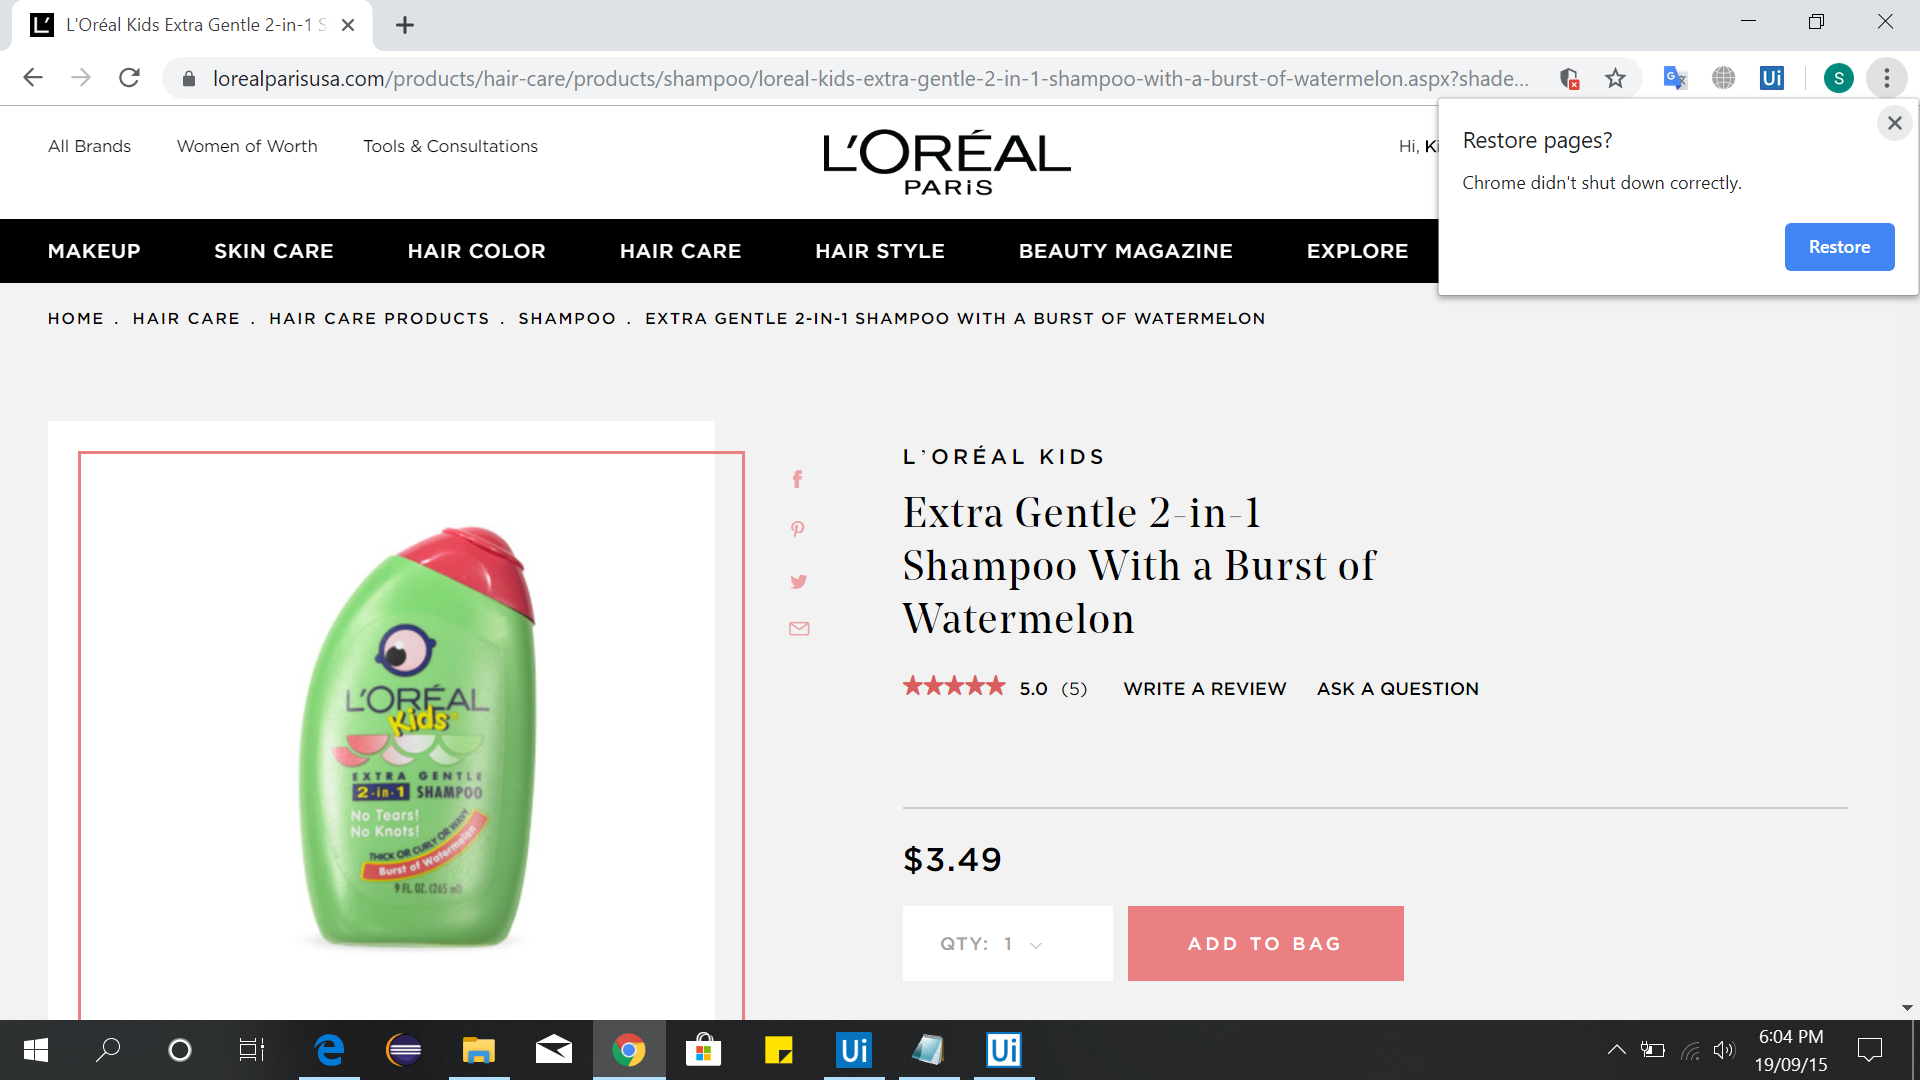 L'Oréal Kids Extra Gentle 2-in-1 S
lorealparisusa.com/products/hair-care/products/shampoo/loreal-kids-extra-gentle-2-in-1-shampoo-with-a-burst-of-watermelon.aspx?shade...
Ui
S
Restore pages?
Chrome didn't shut down correctly.
Restore
All Brands
Women of Worth
Tools & Consultations
L'ORÉAL
PARiS
Hi, Ki
MAKEUP
SKIN CARE
HAIR COLOR
HAIR CARE
HAIR STYLE
BEAUTY MAGAZINE
EXPLORE
HOME . HAIR CARE . HAIR CARE PRODUCTS . SHAMPOO . EXTRA GENTLE 2-IN-1 SHAMPOO WITH A BURST OF WATERMELON
L'ORÉAL
Kids
EXTRA GENTLE
2-in-1 SHAMPOO
No Tears!
No Knots!
THICK OR CURLY OR WAVY
Burst of Watermelon
9 FL. OZ. (265 ml)
L'ORÉAL KIDS
Extra Gentle 2-in-1
Shampoo With a Burst of
Watermelon
5.0 (5)
WRITE A REVIEW
ASK A QUESTION
$3.49
QTY: 1
ADD TO BAG
Ui
Ui
6:04 PM
19/09/15